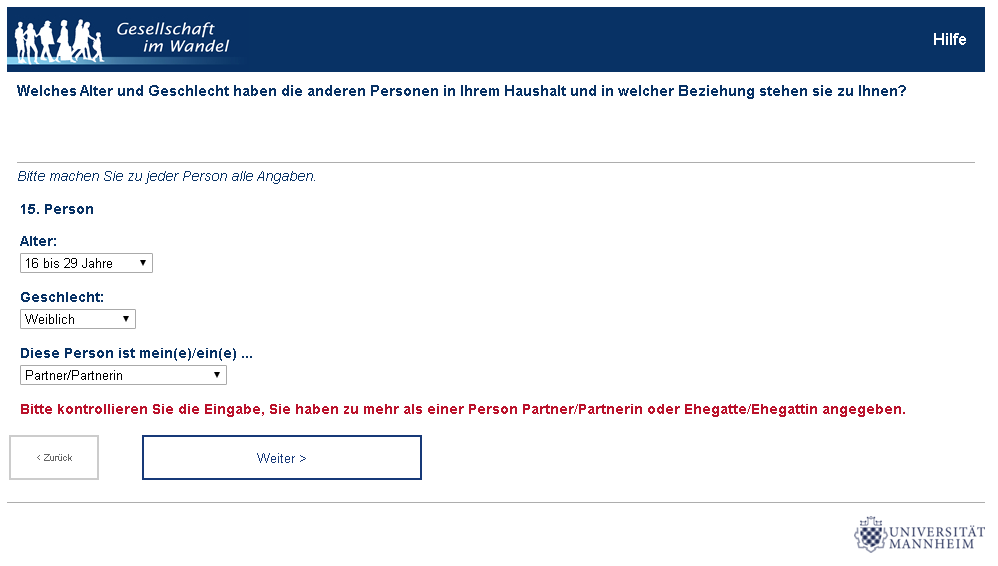 Gesellschaft
im Wandel
Hilfe
Welches Alter und Geschlecht haben die anderen Personen in Ihrem Haushalt und in welcher Beziehung stehen sie zu Ihnen?
Bitte machen Sie zu jeder Person alle Angaben.
15. Person
Alter:
16 bis 29 Jahre
Geschlecht:
Weiblich
Diese Person ist mein(e)/ein(e) ...
Partner/Partnerin
Bitte kontrollieren Sie die Eingabe, Sie haben zu mehr als einer Person Partner/Partnerin oder Ehegatte/Ehegattin angegeben.
< Zurück
Weiter >
UNIVERSITÄT
MANNHEIM